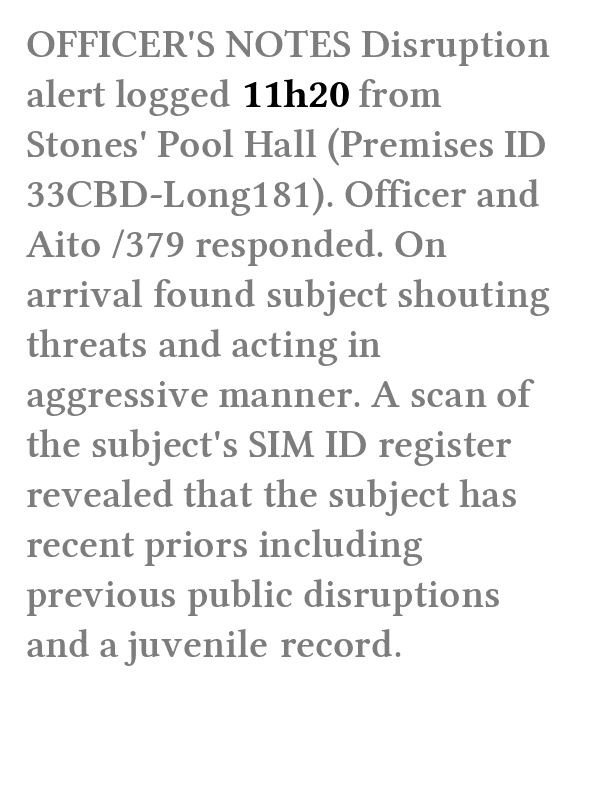 OFFICER'S NOTES Disruption
alert logged 11h20 from
Stones' Pool Hall (Premises ID
33CBD-Long181). Officer and
Aito /379 responded. On
arrival found subject shouting
threats and acting in
aggressive manner. A scan of
the subject's SIM ID register
revealed that the subject has
recent priors including
previous public disruptions
and a juvenile record.